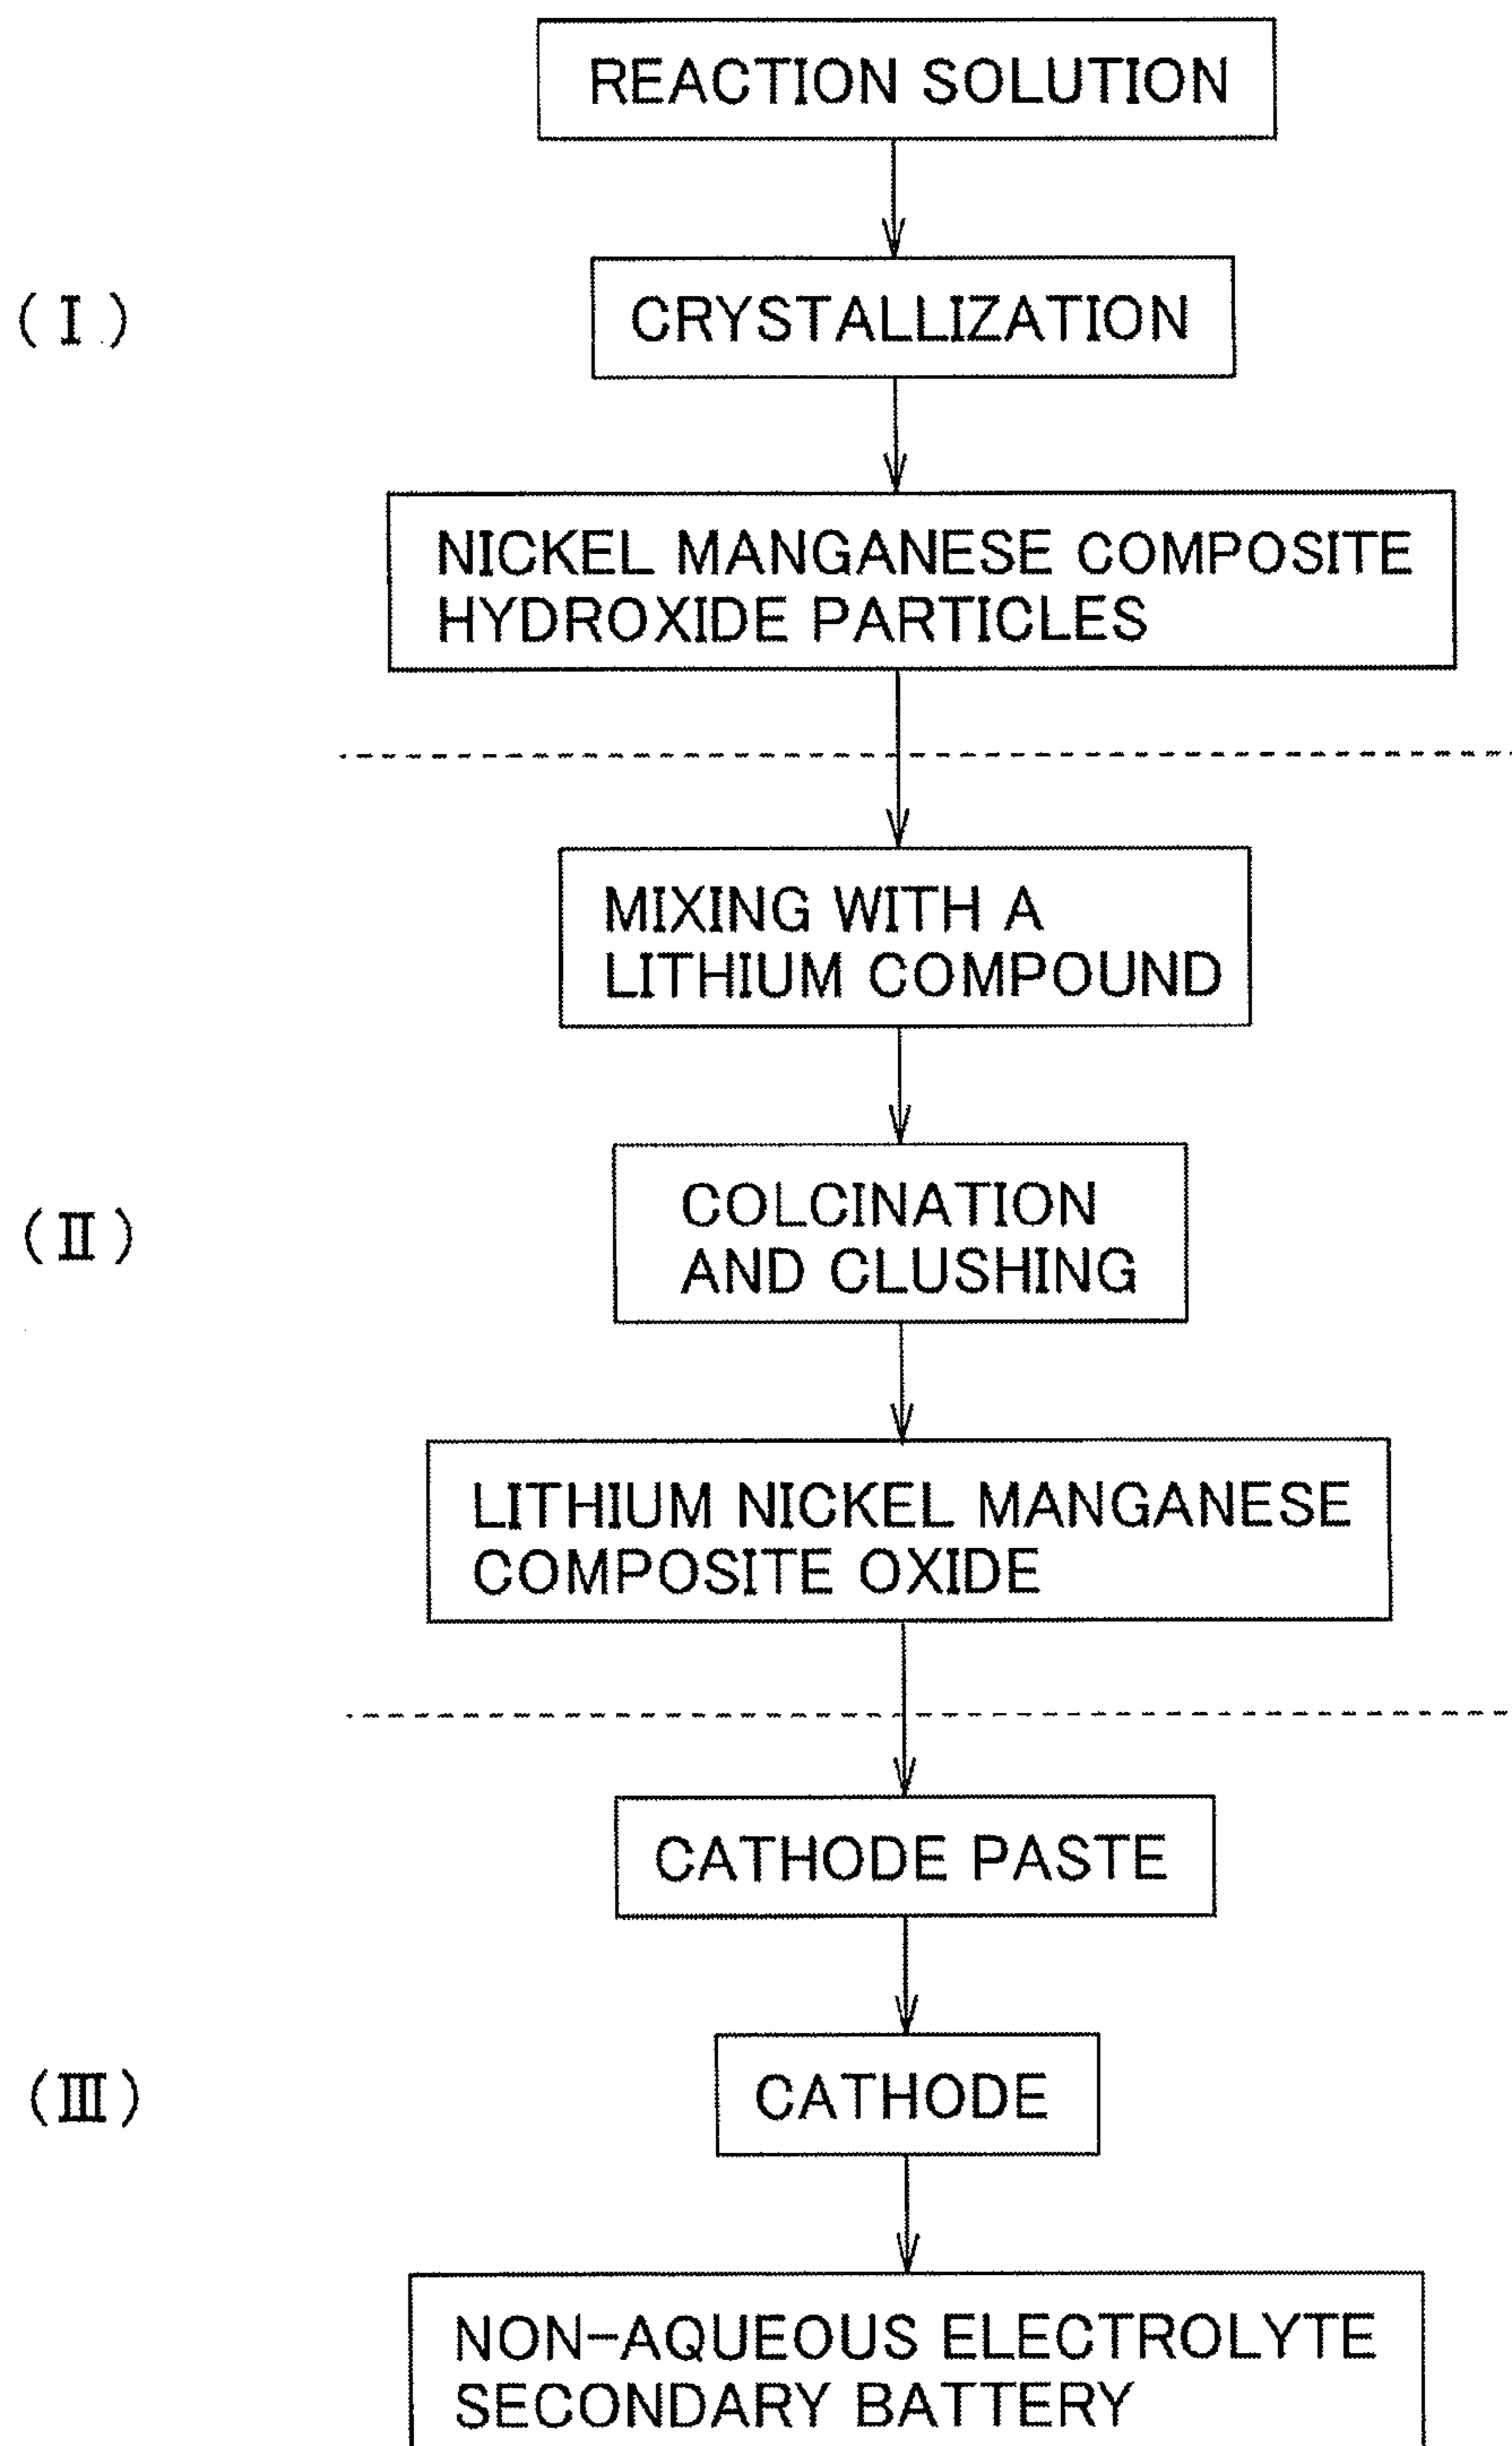 REACTION SOLUTION
(I)
CRYSTALLIZATION
NICKEL MANGANESE COMPOSITE
HYDROXIDE PARTICLES
MIXING WITH A
LITHIUM COMPOUND
(II)
COLCINATION
AND CLUSHING
LITHIUM NICKEL MANGANESE
COMPOSITE OXIDE
CATHODE PASTE
(III)
CATHODE
NON-AQUEOUS ELECTROLYTE
SECONDARY BATTERY